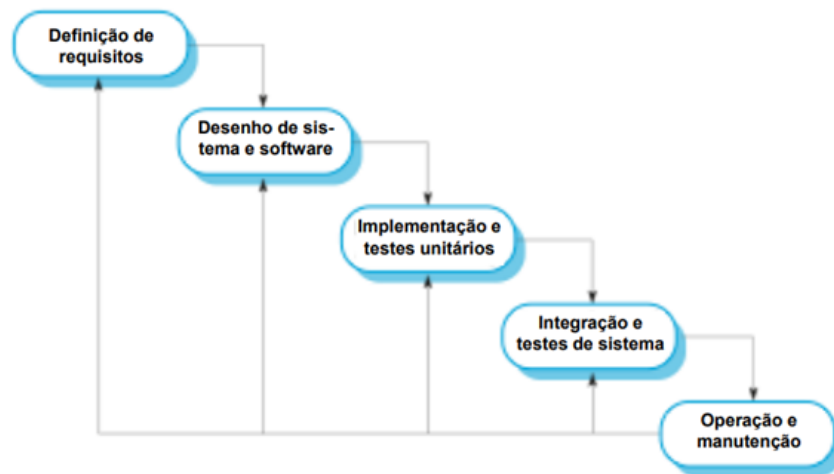 Definição de
requisitos
Desenho de sis-
tema e software
Implementação e
testes unitários
Integração e
testes de sistema
Operação e
manutenção